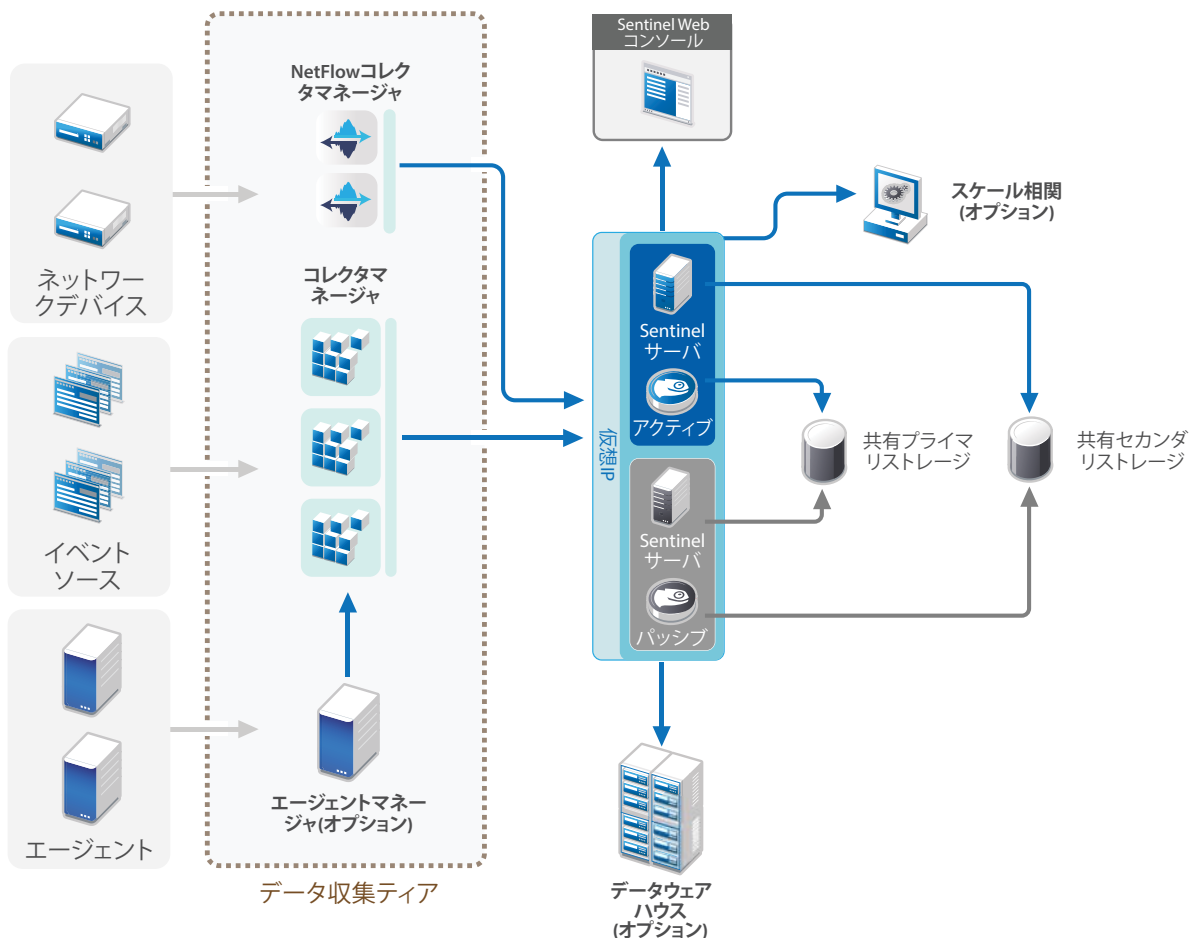 Sentinel Web
コンソール
NetFlowコレク
タマネージャ
スケール相関
(オプション)
ネットワー
クデバイス
コレクタマ
ネージャ
Sentinel
サーバ
アクティブ
仮想IP
共有プライマ
リストレージ
共有セカンダ
リストレージ
イベント
ソース
Sentinel
サーバ
パッシブ
エージェントマネー
ジャ(オプション)
エージェント
データ収集ティア
データウェア
ハウス
(オプション)